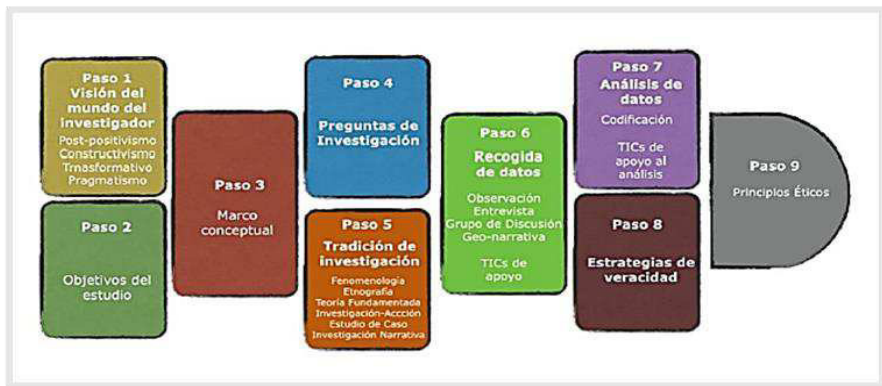 Paso 1
Visión del
mundo del
investigador
Post-positivismo
Constructivismo
Trnasformativo
Pragmatismo
Paso 2
Objetivos del
estudio
Paso 3
Marco
conceptual
Paso 4
Preguntas de
Investigación
Paso 5
Tradición de
investigación
Fenomenología
Etnografía
Teoría Fundamentada
Investigación-Accción
Estudio de Caso
Investigación Narrativa
Paso 6
Recogida
de datos
Observación
Entrevista
Grupo de Discusión
Geo-narrativa
TICs de
apoyo
Paso 7
Análisis de
datos
Codificación
TICs de
apoyo al
análisis
Paso 8
Estrategias de
veracidad
Paso 9
Principios Éticos